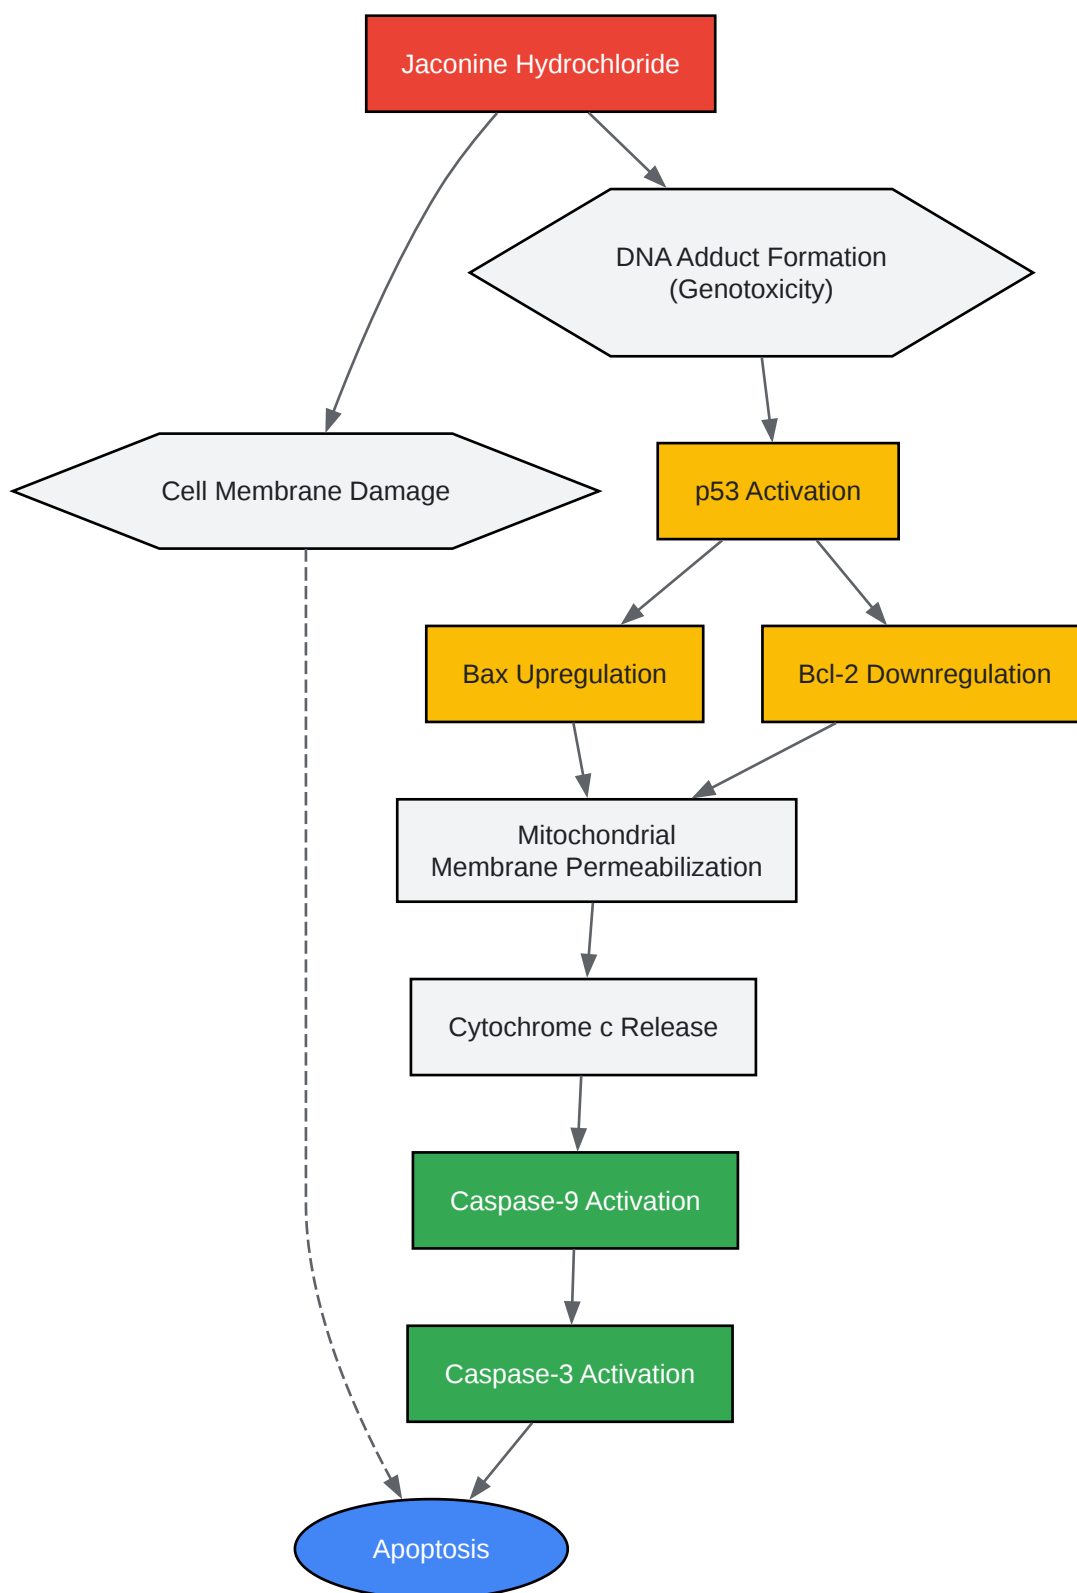 Jaconine Hydrochloride
DNA Adduct Formation
(Genotoxicity)
Cell Membrane Damage
p53 Activation
Bax Upregulation
Bcl-2 Downregulation
Mitochondrial
Membrane Permeabilization
Cytochrome c Release
Caspase-9 Activation
Caspase-3 Activation
Apoptosis